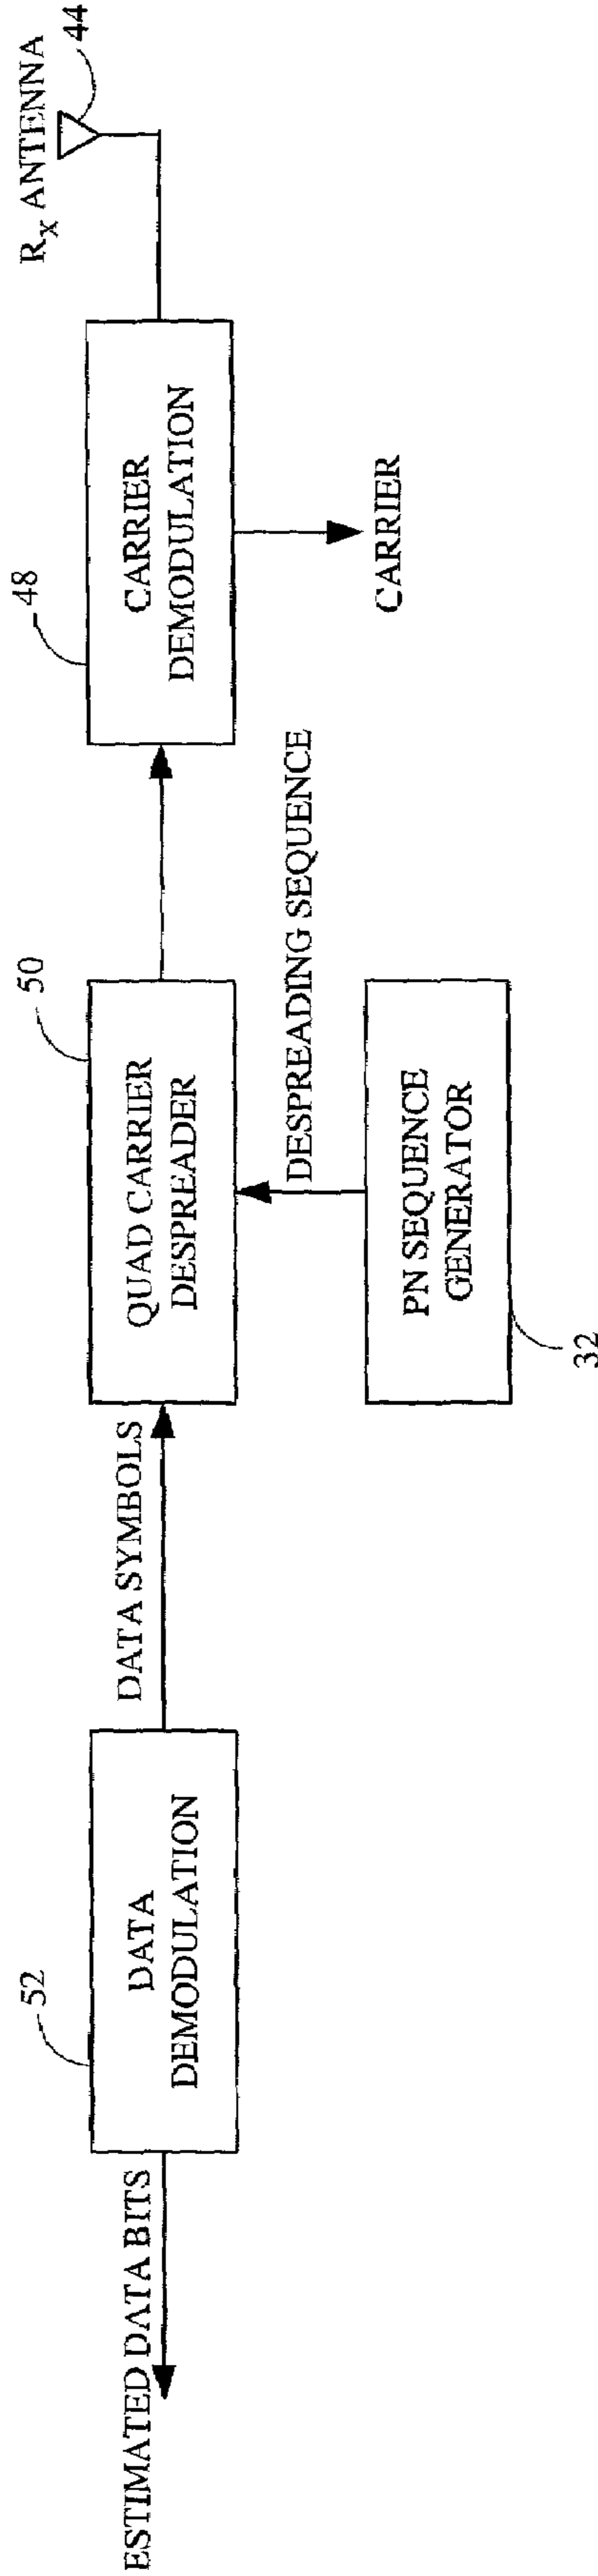 R_X ANTENNA
44
48
CARRIER
DEMODULATION
CARRIER
50
QUAD CARRIER
DESPREADER
DESPREADING SEQUENCE
PN SEQUENCE
GENERATOR
32
DATA SYMBOLS
52
DATA
DEMODULATION
ESTIMATED DATA BITS